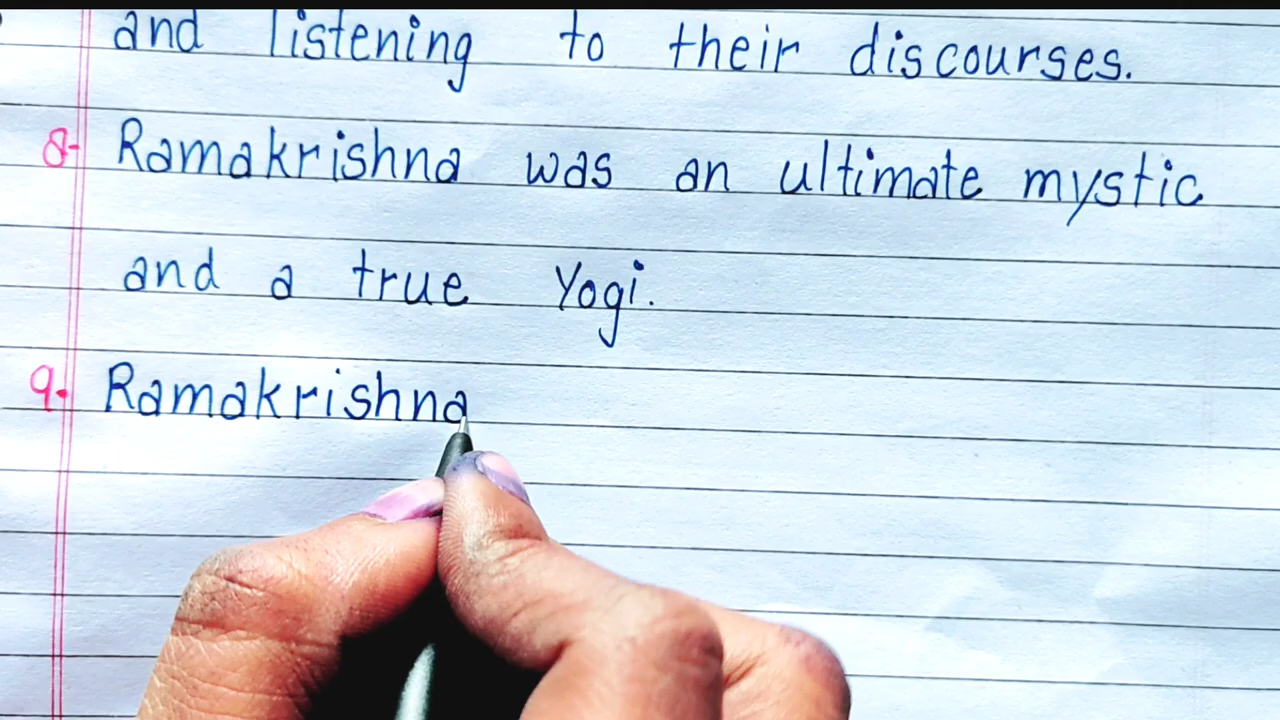 and listening to their discourses.
8- Ramakrishna was an ultimate mystic
and a true Yogi.
9. Ramakrishna